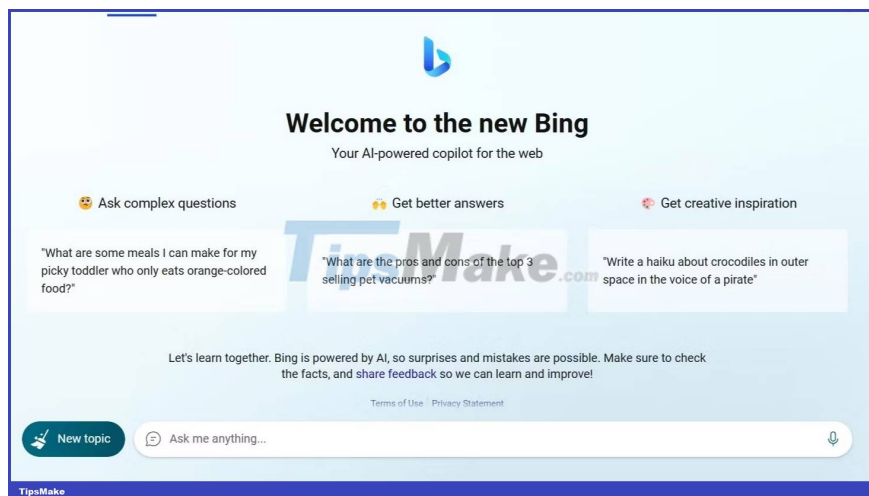 Welcome to the new Bing
Your AI-powered copilot for the web
Ask complex questions
Get better answers
Get creative inspiration
"What are some meals I can make for my
picky toddler who only eats orange-colored
food?"
"What are the pros and cons of the top 3
selling pet vacuums?"
"Write a haiku about crocodiles in outer
space in the voice of a pirate"
TipsMake.com
Let's learn together. Bing is powered by AI, so surprises and mistakes are possible. Make sure to check
the facts, and share feedback so we can learn and improve!
Terms of Use Privacy Statement
New topic
Ask me anything...
TipsMake